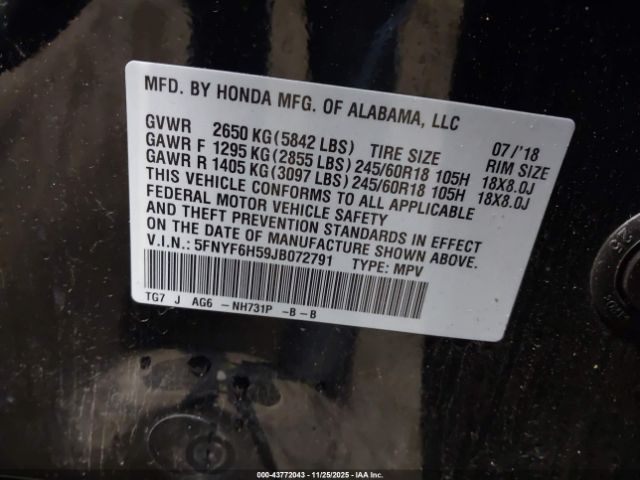 MFD. BY HONDA MFG. OF ALABAMA, LLC
07/'18
GVWR 2650 KG(5842 LBS) TIRE SIZE RIM SIZE
GAWR F 1295 KG(2855 LBS)245/60R18 105H 18X8.0J
GAWR R 1405 KG(3097 LBS)245/60R18 105H 18X8.0J
THIS VEHICLE CONFORMS TO ALL APPLICABLE
FEDERAL MOTOR VEHICLE SAFETY
AND THEFT PREVENTION STANDARDS IN EFFECT
ON THE DATE OF MANUFACTURE SHOWN ABOVE.
V.I.N.: 5FNYF6H59JB072791 TYPE: MPV
TG7 J AG6 -NH731P -B -B
000-43772043 - 11/25/2025 - IAA Inc.